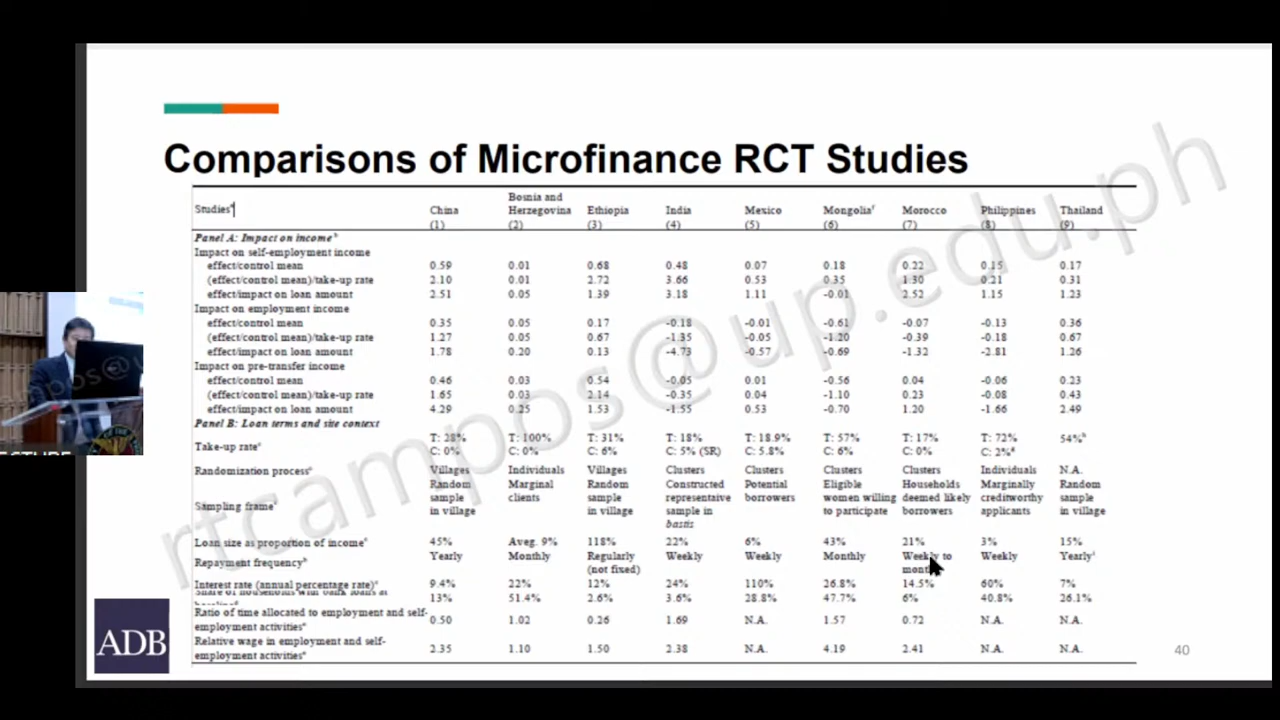 Comparisons of Microfinance RCT Studies
Studies China Bosnia and Herzegovina Ethiopia India Mexico Mongolia Morocco Philippines Thailand
(1) (2) (3) (4) (5) (6) (7) (8) (9)
Panel A: Impact on income
Impact on self-employment income
effect/control mean 0.59 0.01 0.68 0.48 0.07 0.18 0.22 0.15 0.17
(effect/control mean)/take-up rate 2.10 0.01 2.72 3.66 0.53 0.35 1.30 0.21 0.31
effect/impact on loan amount 2.51 0.05 1.39 3.18 1.11 -0.01 2.52 1.15 1.23
Impact on employment income
effect/control mean 0.35 0.05 0.17 -0.18 -0.01 -0.61 -0.07 -0.13 0.36
(effect/control mean)/take-up rate 1.27 0.05 0.67 -1.35 -0.05 -1.20 -0.39 -0.18 0.67
effect/impact on loan amount 1.78 0.20 0.13 -4.73 -0.57 -0.69 -1.32 -2.81 1.26
Impact on pre-transfer income
effect/control mean 0.46 0.03 0.54 -0.05 0.01 -0.56 0.04 -0.06 0.23
(effect/control mean)/take-up rate 1.65 0.03 2.14 -0.35 0.04 -1.10 0.23 -0.08 0.43
effect/impact on loan amount 4.29 0.25 1.53 -1.55 0.53 -0.70 1.20 -1.66 2.49
Panel B: Loan terms and site context
Take-up rate T: 28% T: 100% T: 31% T: 18% T: 18.9% T: 57% T: 17% T: 72% 54%
C: 0% C: 0% C: 6% C: 5% (SR) C: 5.8% C: 6% C: 0% C: 2%
Randomization process Villages Individuals Villages Clusters Clusters Clusters Clusters Individuals N.A.
Sampling frame Random sample in village Marginal clients Random sample in village Constructed representaive sample in bastis Potential borrowers Eligible women willing to participate Households deemed likely borrowers Marginally creditworthy applicants Random sample in village
Loan size as proportion of income 45% Aveg. 9% 118% 22% 6% 43% 21% 3% 15%
Repayment frequency Yearly Monthly Regularly (not fixed) Weekly Weekly Monthly Weekly to Weekly Yearly
Interest rate (annual percentage rate) 9.4% 22% 12% 24% 110% 26.8% 14.5% 60% 7%
Share of households with bank loans at 13% 51.4% 2.6% 3.6% 28.8% 47.7% 6% 40.8% 26.1%
Ratio of time allocated to employment and self-employment activities 0.50 1.02 0.26 1.69 N.A. 1.57 0.72 N.A. N.A.
Relative wage in employment and self-employment activities 2.35 1.10 1.50 2.38 N.A. 4.19 2.41 N.A. N.A.
ADB
40
rtcampos@up.edu.ph